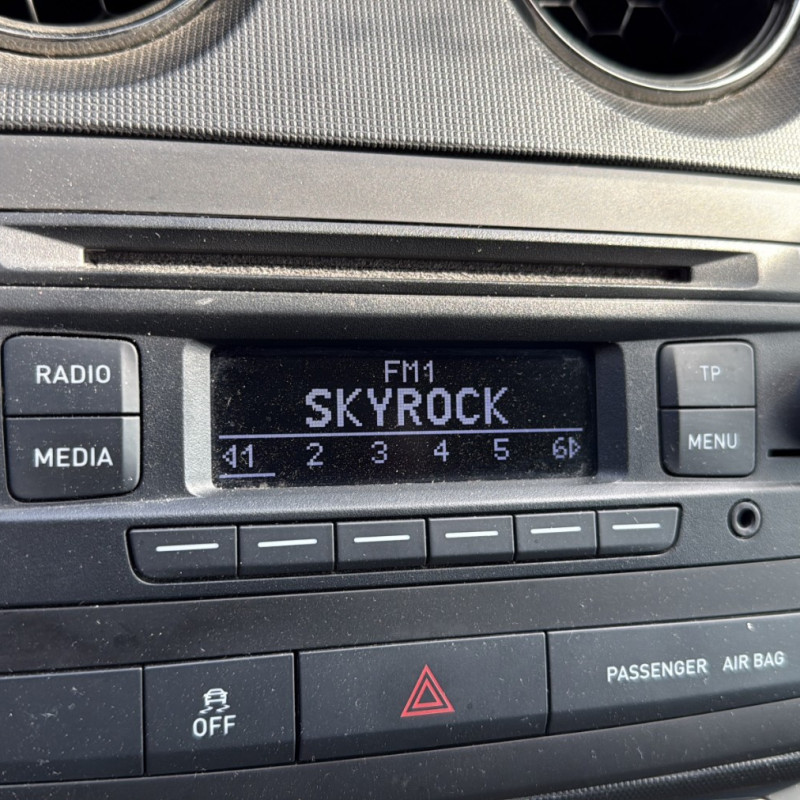 RADIO
MEDIA
FM1
SKYROCK
1 2 3 4 5 6
TP
MENU
OFF
PASSENGER AIR BAG